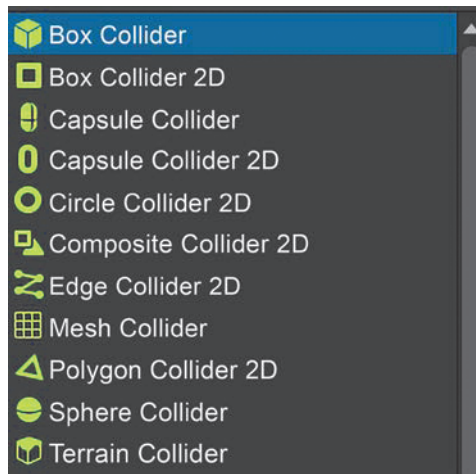 Box Collider
Box Collider 2D
Capsule Collider
Capsule Collider 2D
Circle Collider 2D
Composite Collider 2D
Edge Collider 2D
Mesh Collider
Polygon Collider 2D
Sphere Collider
Terrain Collider